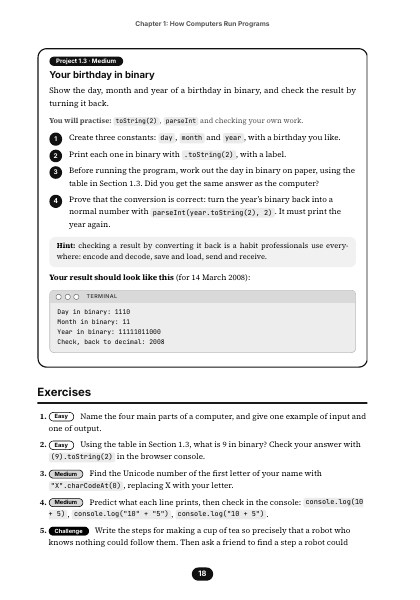 Chapter 1: How Computers Run Programs
Project 1.3 · Medium
Your birthday in binary
Show the day, month and year of a birthday in binary, and check the result by
turning it back.
You will practise: toString(2), parseInt and checking your own work.
1 Create three constants: day, month and year, with a birthday you like.
2 Print each one in binary with .toString(2), with a label.
3 Before running the program, work out the day in binary on paper, using the
table in Section 1.3. Did you get the same answer as the computer?
4 Prove that the conversion is correct: turn the year's binary back into a
normal number with parseInt(year.toString(2), 2). It must print the
year again.
Hint: checking a result by converting it back is a habit professionals use every-
where: encode and decode, save and load, send and receive.
Your result should look like this (for 14 March 2008):
TERMINAL
Day in binary: 1110
Month in binary: 11
Year in binary: 11111011000
Check, back to decimal: 2008
Exercises
1. Easy Name the four main parts of a computer, and give one example of input and
one of output.
2. Easy Using the table in Section 1.3, what is 9 in binary? Check your answer with
(9).toString(2) in the browser console.
3. Medium Find the Unicode number of the first letter of your name with
"X".charCodeAt(0), replacing X with your letter.
4. Medium Predict what each line prints, then check in the console: console.log(10
+ 5), console.log("10" + "5"), console.log("10 + 5").
5. Challenge Write the steps for making a cup of tea so precisely that a robot who
knows nothing could follow them. Then ask a friend to find a step a robot could
18